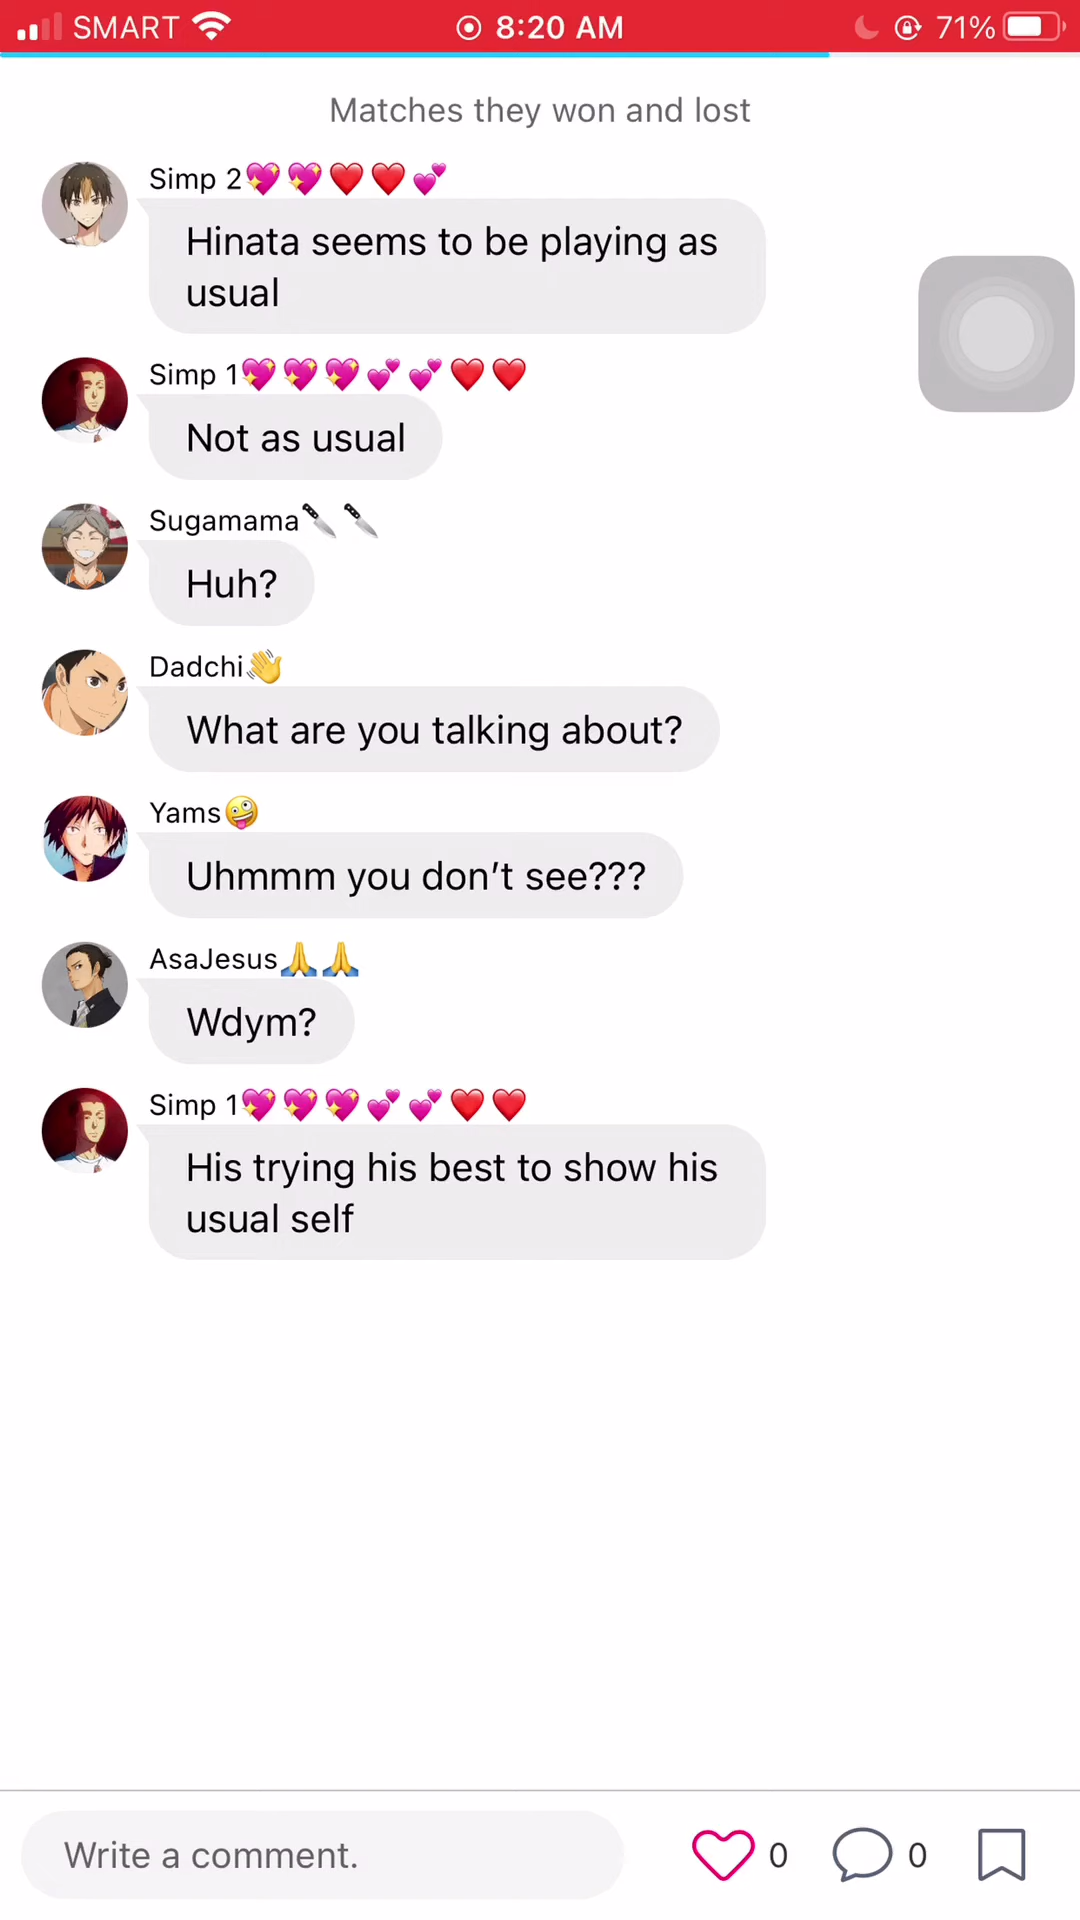 SMART 8:20 AM 71%
Matches they won and lost
Simp 2💖💖❤️❤️💕
Hinata seems to be playing as
usual
Simp 1💖💖💖💕💕❤️❤️
Not as usual
Sugamama🔪🔪
Huh?
Dadchi👋
What are you talking about?
Yams🤪
Uhmmm you don’t see???
AsaJesus🙏🙏
Wdym?
Simp 1💖💖💖💕💕❤️❤️
His trying his best to show his
usual self
Write a comment. 0 0